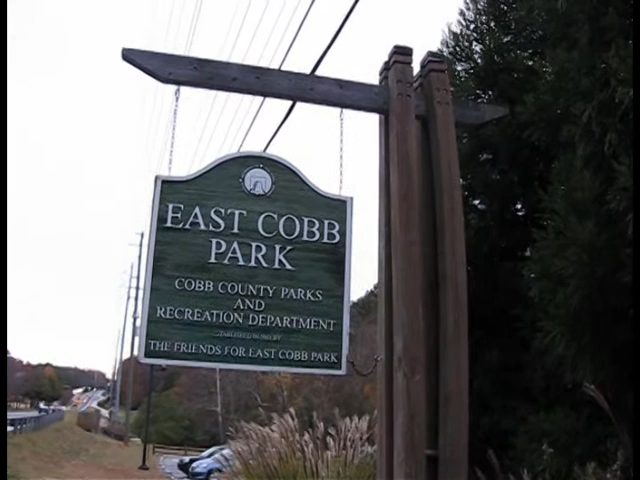 EAST COBB
PARK
COBB COUNTY PARKS
AND
RECREATION DEPARTMENT
THE FRIENDS FOR EAST COBB PARK